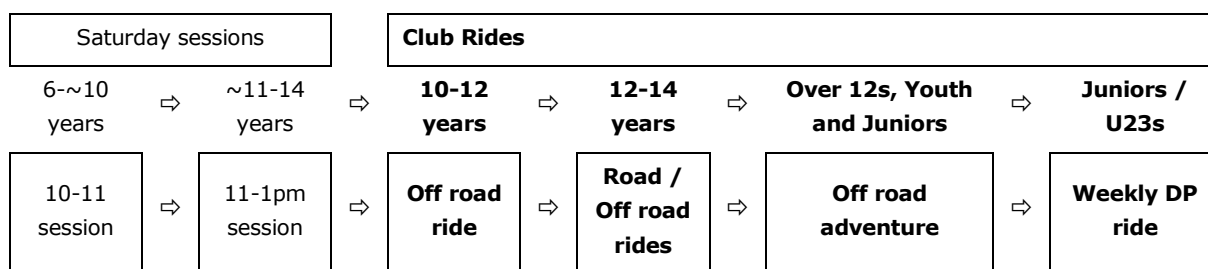 Saturday sessions
Club Rides
6-~10 years
⇨
~11-14 years
⇨
10-12 years
⇨
12-14 years
⇨
Over 12s, Youth and Juniors
⇨
Juniors / U23s
10-11 session
⇨
11-1pm session
⇨
Off road ride
⇨
Road / Off road rides
⇨
Off road adventure
⇨
Weekly DP ride